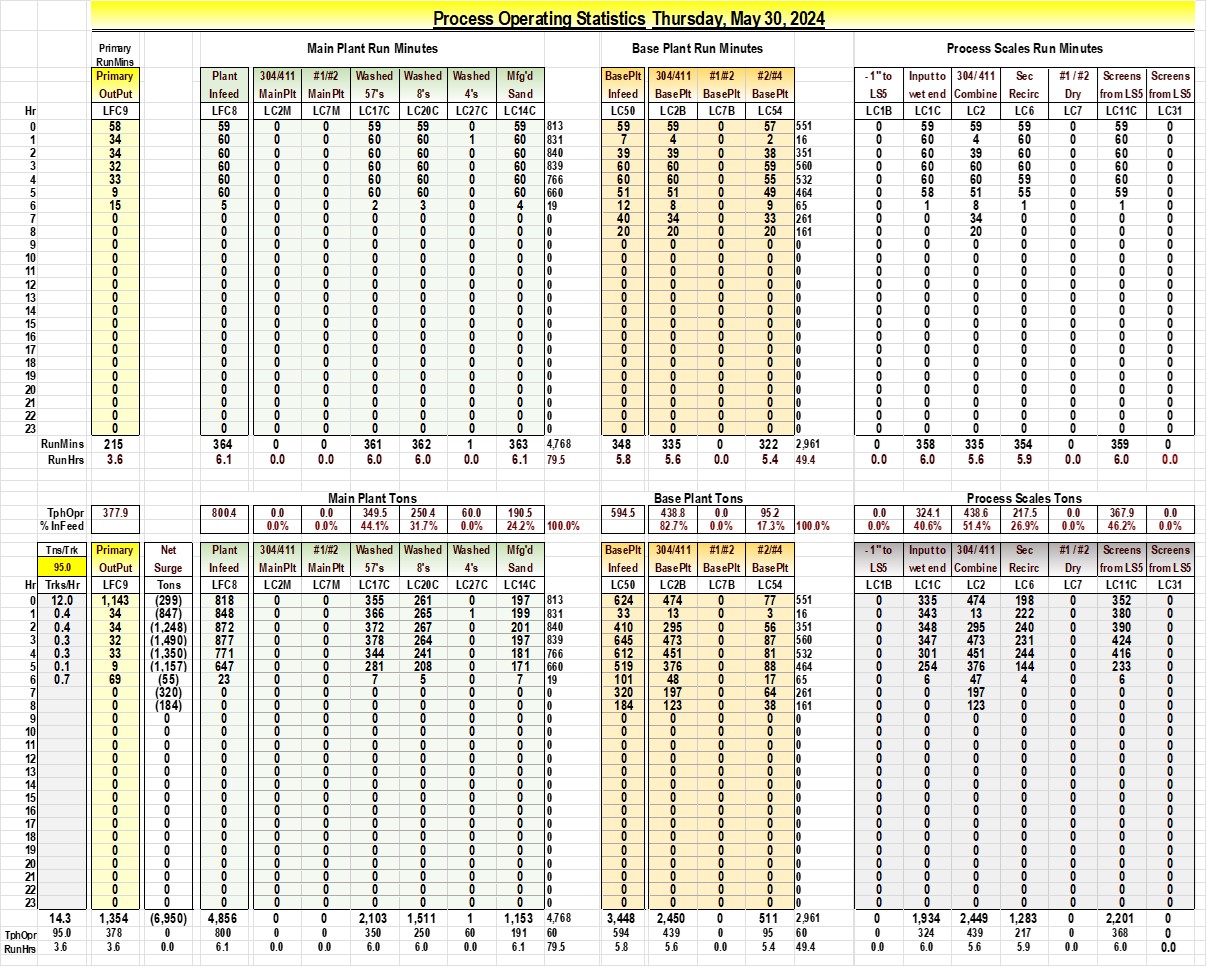 Process Operating Statistics Thursday, May 30, 2024
Primary Main Plant Run Minutes Base Plant Run Minutes Process Scales Run Minutes
RunMins
Primary Plant 304/411 #1/#2 Washed Washed Washed Mfg'd BasePlt 304/411 #1/#2 #2/#4 -1" to Input to 304/ 411 Sec #1 / #2 Screens Screens
OutPut Infeed MainPlt MainPlt 57's 8's 4's Sand Infeed BasePlt BasePlt BasePlt LS5 wet end Combine Recirc Dry from LS5 from LS5
Hr LFC9 LFC8 LC2M LC7M LC17C LC20C LC27C LC14C LC50 LC2B LC7B LC54 LC1B LC1C LC2 LC6 LC7 LC11C LC31
0 58 59 0 0 59 59 0 59 813 59 59 0 57 551 0 59 59 59 0 59 0
1 34 60 0 0 60 60 1 60 831 7 4 0 2 16 0 60 4 60 0 60 0
2 34 60 0 0 60 60 0 60 840 39 39 0 38 351 0 60 39 60 0 60 0
3 32 60 0 0 60 60 0 60 839 60 60 0 59 560 0 60 60 60 0 60 0
4 33 60 0 0 60 60 0 60 766 60 60 0 55 532 0 60 60 59 0 60 0
5 9 60 0 0 60 60 0 60 660 51 51 0 49 464 0 58 51 55 0 59 0
6 15 5 0 0 2 3 0 4 19 12 8 0 9 65 0 1 8 1 0 1 0
7 0 0 0 0 0 0 0 0 0 40 34 0 33 261 0 0 34 0 0 0 0
8 0 0 0 0 0 0 0 0 0 20 20 0 20 161 0 0 20 0 0 0 0
9 0 0 0 0 0 0 0 0 0 0 0 0 0 0 0 0 0 0 0 0 0
10 0 0 0 0 0 0 0 0 0 0 0 0 0 0 0 0 0 0 0 0 0
11 0 0 0 0 0 0 0 0 0 0 0 0 0 0 0 0 0 0 0 0 0
12 0 0 0 0 0 0 0 0 0 0 0 0 0 0 0 0 0 0 0 0 0
13 0 0 0 0 0 0 0 0 0 0 0 0 0 0 0 0 0 0 0 0 0
14 0 0 0 0 0 0 0 0 0 0 0 0 0 0 0 0 0 0 0 0 0
15 0 0 0 0 0 0 0 0 0 0 0 0 0 0 0 0 0 0 0 0 0
16 0 0 0 0 0 0 0 0 0 0 0 0 0 0 0 0 0 0 0 0 0
17 0 0 0 0 0 0 0 0 0 0 0 0 0 0 0 0 0 0 0 0 0
18 0 0 0 0 0 0 0 0 0 0 0 0 0 0 0 0 0 0 0 0 0
19 0 0 0 0 0 0 0 0 0 0 0 0 0 0 0 0 0 0 0 0 0
20 0 0 0 0 0 0 0 0 0 0 0 0 0 0 0 0 0 0 0 0 0
21 0 0 0 0 0 0 0 0 0 0 0 0 0 0 0 0 0 0 0 0 0
22 0 0 0 0 0 0 0 0 0 0 0 0 0 0 0 0 0 0 0 0 0
23 0 0 0 0 0 0 0 0 0 0 0 0 0 0 0 0 0 0 0 0 0
RunMins 215 364 0 0 361 362 1 363 4,768 348 335 0 322 2,961 0 358 335 354 0 359 0
RunHrs 3.6 6.1 0.0 0.0 6.0 6.0 0.0 6.1 79.5 5.8 5.6 0.0 5.4 49.4 0.0 6.0 5.6 5.9 0.0 6.0 0.0
Main Plant Tons Base Plant Tons Process Scales Tons
TphOpr 377.9 800.4 0.0 0.0 349.5 250.4 60.0 190.5 594.5 438.8 0.0 95.2 0.0 324.1 438.6 217.5 0.0 367.9 0.0
% InFeed 0.0% 0.0% 44.1% 31.7% 0.0% 24.2% 100.0% 82.7% 0.0% 17.3% 100.0% 0.0% 40.6% 51.4% 26.9% 0.0% 46.2% 0.0%
Tns/Trk Primary Net Plant 304/411 #1/#2 Washed Washed Washed Mfg'd BasePlt 304/411 #1/#2 #2/#4 -1" to Input to 304/ 411 Sec #1 / #2 Screens Screens
95.0 OutPut Surge Infeed MainPlt MainPlt 57's 8's 4's Sand Infeed BasePlt BasePlt BasePlt LS5 wet end Combine Recirc Dry from LS5 from LS5
Hr Trks/Hr LFC9 Tons LFC8 LC2M LC7M LC17C LC20C LC27C LC14C LC50 LC2B LC7B LC54 LC1B LC1C LC2 LC6 LC7 LC11C LC31
0 12.0 1,143 (299) 818 0 0 355 261 0 197 813 624 474 0 77 551 0 335 474 198 0 352 0
1 0.4 34 (847) 848 0 0 366 265 1 199 831 33 13 0 3 16 0 343 13 222 0 380 0
2 0.4 34 (1,248) 872 0 0 372 267 0 201 840 410 295 0 56 351 0 348 295 240 0 390 0
3 0.3 32 (1,490) 877 0 0 378 264 0 197 839 645 473 0 87 560 0 347 473 231 0 424 0
4 0.3 33 (1,350) 771 0 0 344 241 0 181 766 612 451 0 81 532 0 301 451 244 0 416 0
5 0.1 9 (1,157) 647 0 0 281 208 0 171 660 519 376 0 88 464 0 254 376 144 0 233 0
6 0.7 69 (55) 23 0 0 7 5 0 7 19 101 48 0 17 65 0 6 47 4 0 6 0
7 0 (320) 0 0 0 0 0 0 0 0 320 197 0 64 261 0 0 197 0 0 0 0
8 0 (184) 0 0 0 0 0 0 0 0 184 123 0 38 161 0 0 123 0 0 0 0
9 0 0 0 0 0 0 0 0 0 0 0 0 0 0 0 0 0 0 0 0 0 0
10 0 0 0 0 0 0 0 0 0 0 0 0 0 0 0 0 0 0 0 0 0 0
11 0 0 0 0 0 0 0 0 0 0 0 0 0 0 0 0 0 0 0 0 0 0
12 0 0 0 0 0 0 0 0 0 0 0 0 0 0 0 0 0 0 0 0 0 0
13 0 0 0 0 0 0 0 0 0 0 0 0 0 0 0 0 0 0 0 0 0 0
14 0 0 0 0 0 0 0 0 0 0 0 0 0 0 0 0 0 0 0 0 0 0
15 0 0 0 0 0 0 0 0 0 0 0 0 0 0 0 0 0 0 0 0 0 0
16 0 0 0 0 0 0 0 0 0 0 0 0 0 0 0 0 0 0 0 0 0 0
17 0 0 0 0 0 0 0 0 0 0 0 0 0 0 0 0 0 0 0 0 0 0
18 0 0 0 0 0 0 0 0 0 0 0 0 0 0 0 0 0 0 0 0 0 0
19 0 0 0 0 0 0 0 0 0 0 0 0 0 0 0 0 0 0 0 0 0 0
20 0 0 0 0 0 0 0 0 0 0 0 0 0 0 0 0 0 0 0 0 0 0
21 0 0 0 0 0 0 0 0 0 0 0 0 0 0 0 0 0 0 0 0 0 0
22 0 0 0 0 0 0 0 0 0 0 0 0 0 0 0 0 0 0 0 0 0 0
23 0 0 0 0 0 0 0 0 0 0 0 0 0 0 0 0 0 0 0 0 0 0
14.3 1,354 (6,950) 4,856 0 0 2,103 1,511 1 1,153 4,768 3,448 2,450 0 511 2,961 0 1,934 2,449 1,283 0 2,201 0
TphOpr 95.0 378 0 800 0 0 350 250 60 191 60 594 439 0 95 60 0 324 439 217 0 368 0
RunHrs 3.6 3.6 0.0 6.1 0.0 0.0 6.0 6.0 0.0 6.1 79.5 5.8 5.6 0.0 5.4 49.4 0.0 6.0 5.6 5.9 0.0 6.0 0.0